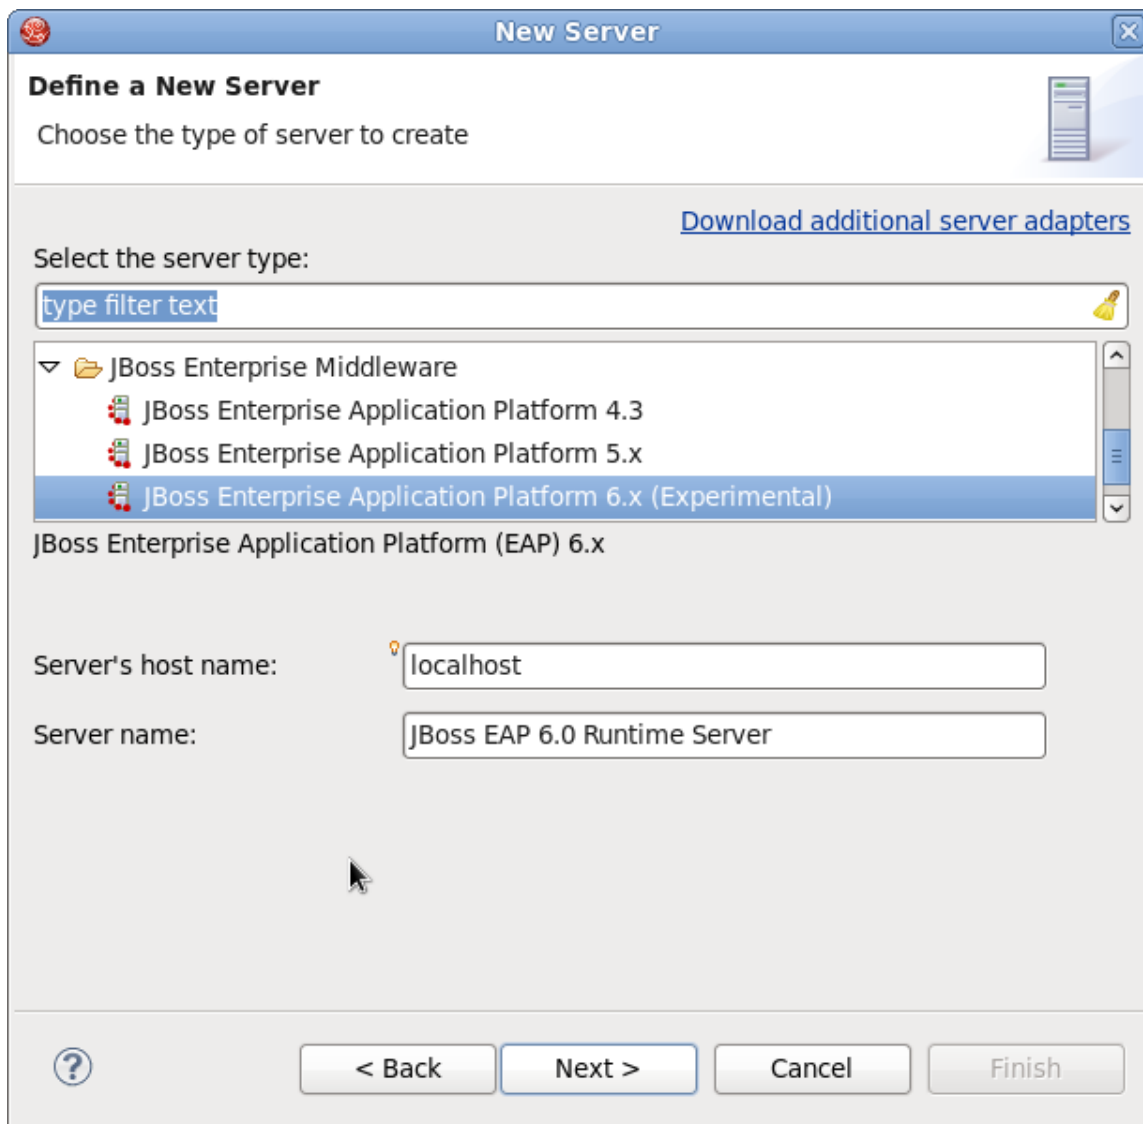 New Server
Define a New Server
Choose the type of server to create
Download additional server adapters
Select the server type:
type filter text
JBoss Enterprise Middleware
JBoss Enterprise Application Platform 4.3
JBoss Enterprise Application Platform 5.x
JBoss Enterprise Application Platform 6.x (Experimental)
JBoss Enterprise Application Platform (EAP) 6.x
Server's host name: localhost
Server name: JBoss EAP 6.0 Runtime Server
? < Back Next > Cancel Finish